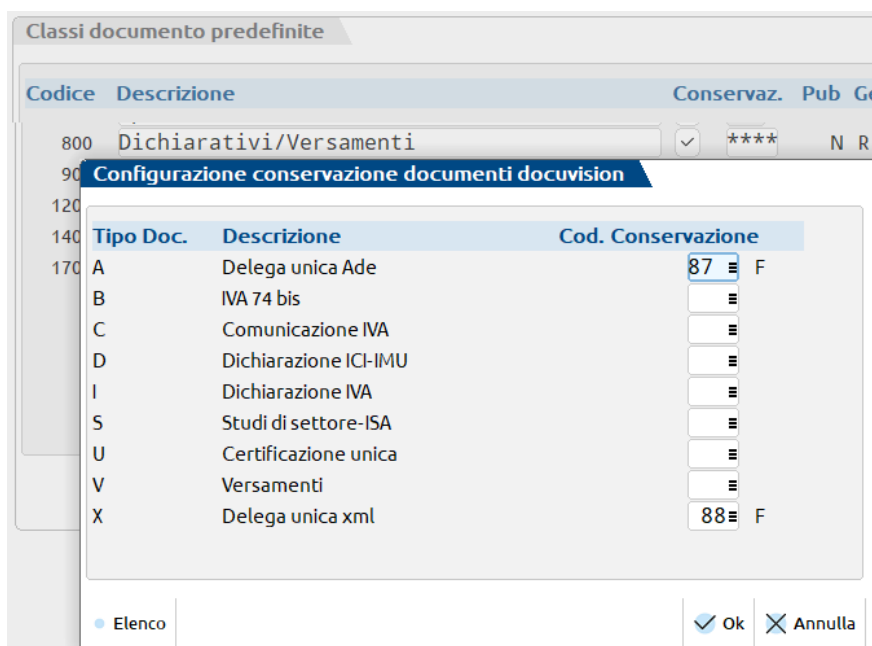 Classi documento predefinite
Codice Descrizione Conservaz. Pub
800 Dichiarativi/Versamenti **** N R
Configurazione conservazione documenti docuvision
Tipo Doc. Descrizione Cod. Conservazione
A Delega unica Ade 87 F
B IVA 74 bis
C Comunicazione IVA
D Dichiarazione ICI-IMU
I Dichiarazione IVA
S Studi di settore-ISA
U Certificazione unica
V Versamenti
X Delega unica xml 88 F
Elenco Ok Annulla